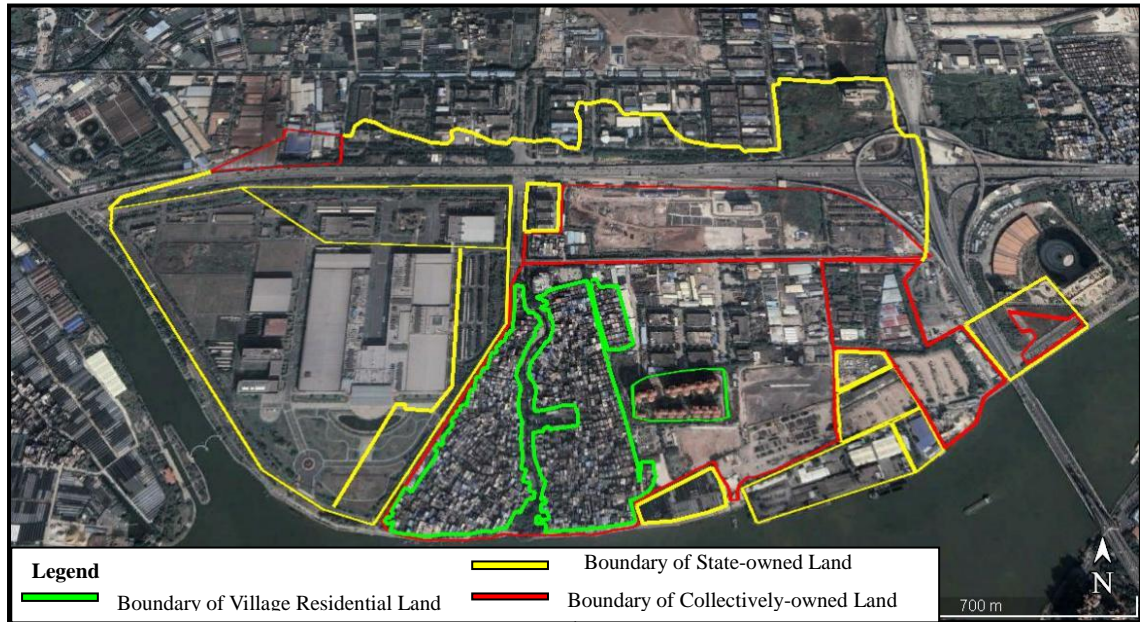 Legend
Boundary of State-owned Land
Boundary of Village Residential Land
Boundary of Collectively-owned Land
N
700 m